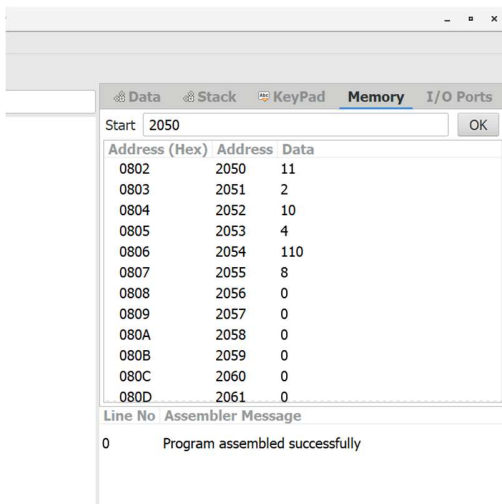 Data Stack KeyPad Memory I/O Ports
Start 2050 OK
Address (Hex) Address Data
0802 2050 11
0803 2051 2
0804 2052 10
0805 2053 4
0806 2054 110
0807 2055 8
0808 2056 0
0809 2057 0
080A 2058 0
080B 2059 0
080C 2060 0
080D 2061 0
Line No Assembler Message
0 Program assembled successfully